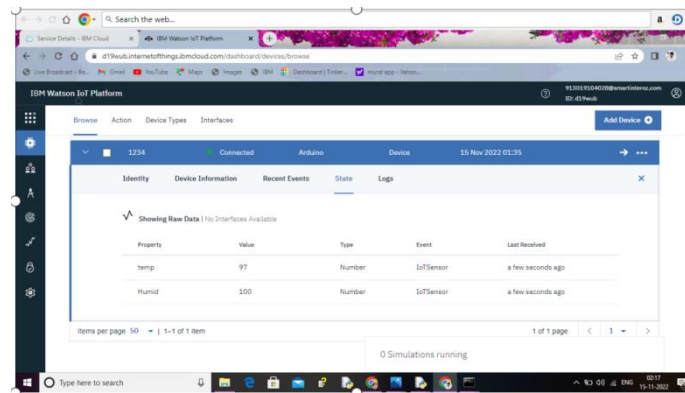 Search the web...
a
Service Details - IBM Cloud
IBM Watson IoT Platform
d19wub.internetofthings.ibmcloud.com/dashboard/devices/browse
Gmail YouTube Maps Images IBM
IBM Watson IoT Platform
913019104028@smartinternz.com
ID: d19wub
Browse Action Device Types Interfaces
Add Device
1234 Connected Arduino Device 15 Nov 2022 01:35
Identity Device Information Recent Events State Logs
Showing Raw Data | No Interfaces Available
Property Value Type Event Last Received
temp 97 Number IoTSensor a few seconds ago
Humid 100 Number IoTSensor a few seconds ago
Items per page 50 | 1–1 of 1 item
1 of 1 page 1
0 Simulations running
Type here to search
ENG
02:17
15-11-2022